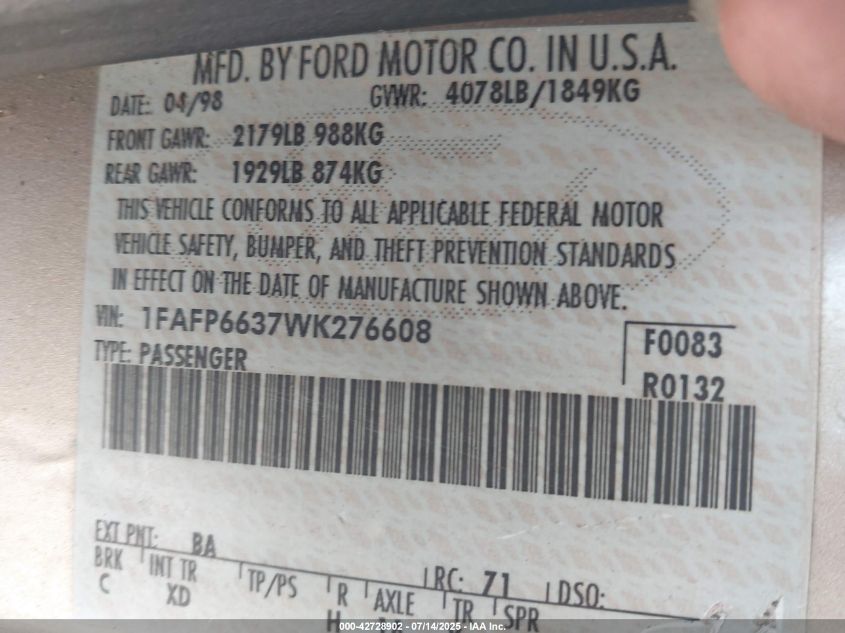 MFD. BY FORD MOTOR CO. IN U.S.A.
DATE: 04/98 GVWR: 4078LB/1849KG
FRONT GAWR: 2179LB 988KG
REAR GAWR: 1929LB 874KG
THIS VEHICLE CONFORMS TO ALL APPLICABLE FEDERAL MOTOR
VEHICLE SAFETY, BUMPER, AND THEFT PREVENTION STANDARDS
IN EFFECT ON THE DATE OF MANUFACTURE SHOWN ABOVE.
VIN: 1FAFP6637WK276608 F0083
TYPE: PASSENGER R0132
EXT PNT: BA RC: 71 DSO:
BRK INT TR TP/PS R AXLE TR SPR
C XD H
000-42728902 - 07/14/2025 - IAA Inc.